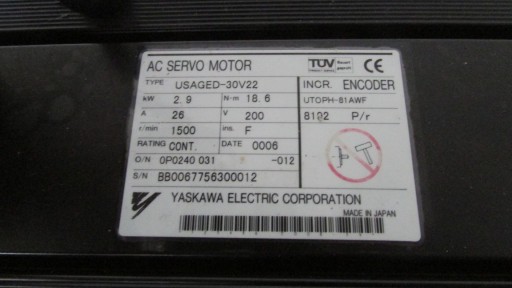 AC SERVO MOTOR
TÜV
CE
TYPE USAGED-30V22
INCR. ENCODER
kW 2.9 N·m 18.6
UTOPH-81AWF
A 26 V 200
8192 P/r
r/min 1500 ins. F
RATING CONT. DATE 0006
O/N 0P0240 031 -012
S/N BB0067756300012
YASKAWA ELECTRIC CORPORATION
MADE IN JAPAN